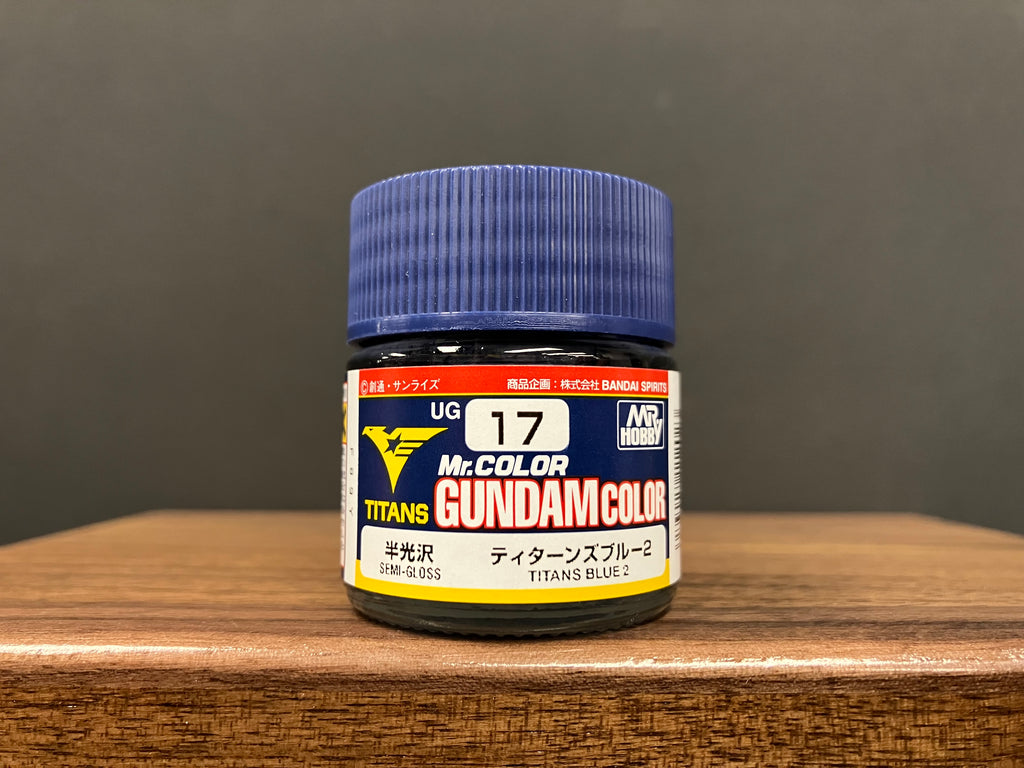 ©創通・サンライズ 商品企画:株式会社 BANDAI SPIRITS
UG 17
MR HOBBY
Mr.COLOR
TITANS GUNDAM COLOR
半光沢 ティターンズブルー2
SEMI-GLOSS TITANS BLUE 2